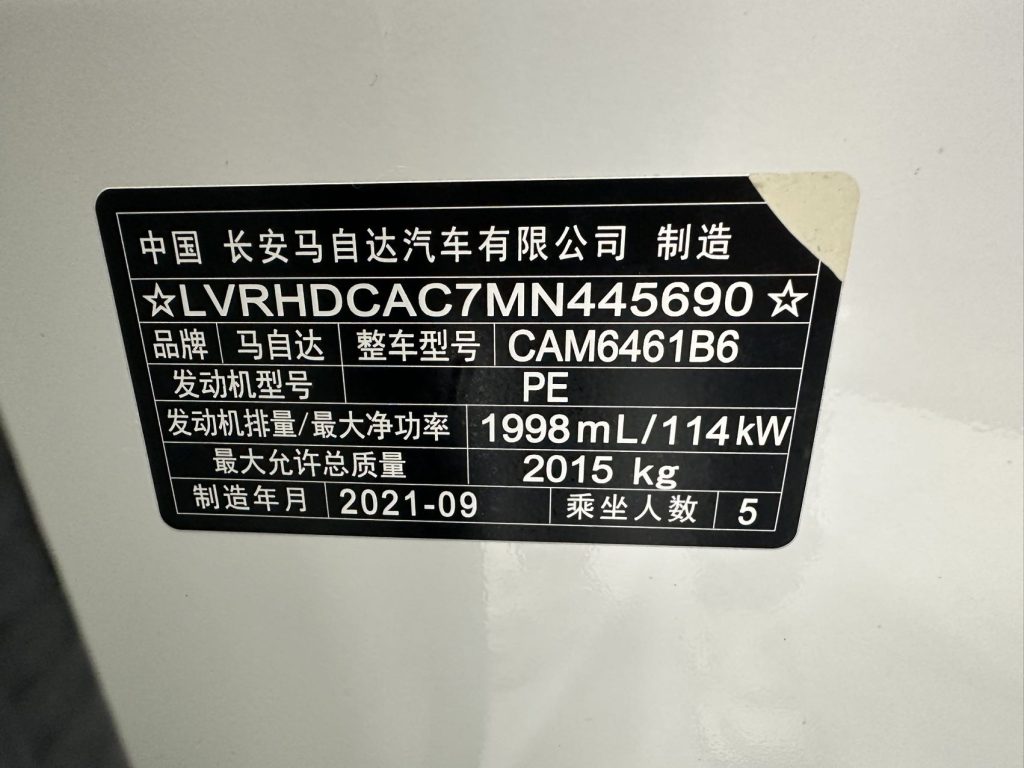 中国 长安马自达汽车有限公司 制造
☆LVRHDCAC7MN445690☆
品牌 马自达 整车型号 CAM6461B6
发动机型号 PE
发动机排量/最大净功率 1998mL/114kW
最大允许总质量 2015 kg
制造年月 2021-09 乘坐人数 5